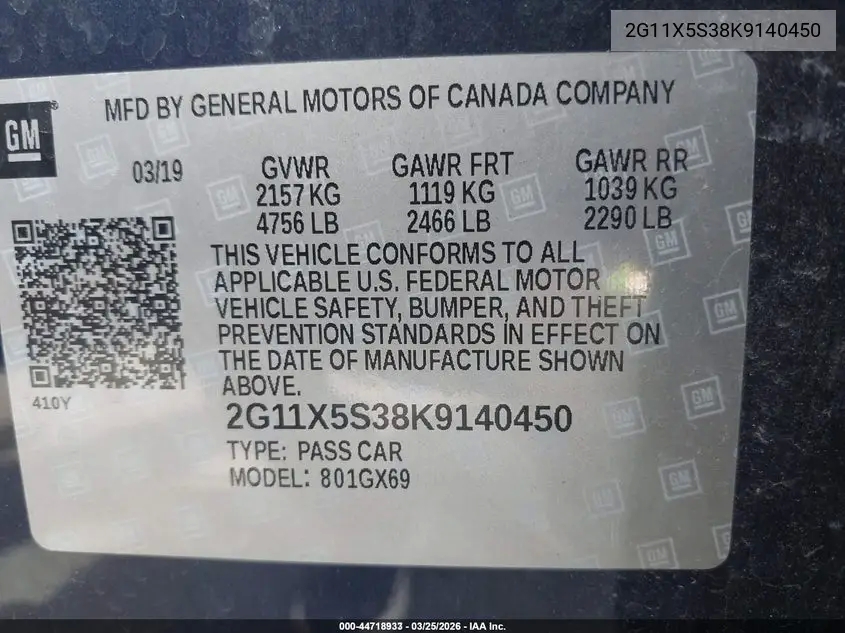 2G11X5S38K9140450
MFD BY GENERAL MOTORS OF CANADA COMPANY
GM
03/19 GVWR GAWR FRT GAWR RR
2157 KG 1119 KG 1039 KG
4756 LB 2466 LB 2290 LB
THIS VEHICLE CONFORMS TO ALL
APPLICABLE U.S. FEDERAL MOTOR
VEHICLE SAFETY, BUMPER, AND THEFT
PREVENTION STANDARDS IN EFFECT ON
THE DATE OF MANUFACTURE SHOWN
ABOVE.
410Y
2G11X5S38K9140450
TYPE: PASS CAR
MODEL: 801GX69
000-44718933 - 03/25/2026 - IAA Inc.